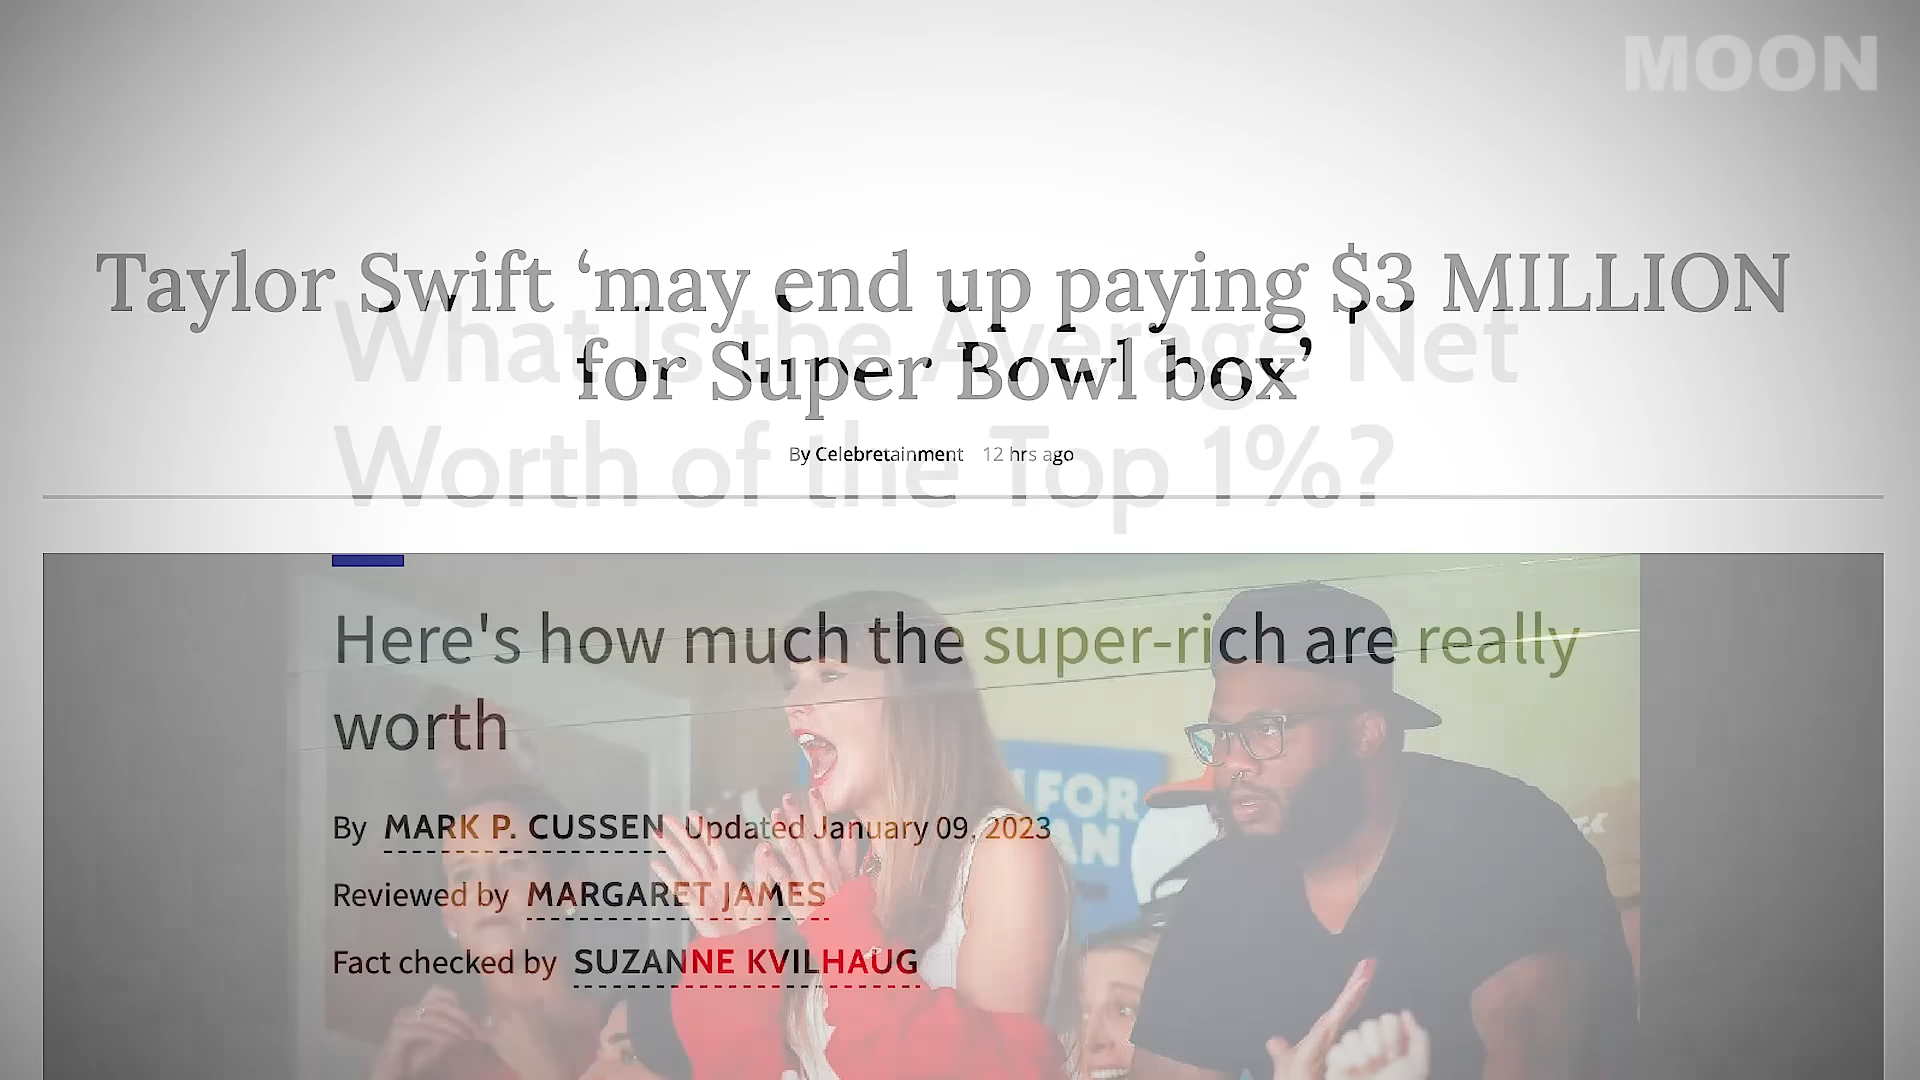 MOON
Taylor Swift ‘may end up paying $3 MILLION
for Super Bowl box’
What Is the Average Net
Worth of the Top 1%?
By Celebretainment 12 hrs ago
Here's how much the super-rich are really
worth
By MARK P. CUSSEN Updated January 09, 2023
Reviewed by MARGARET JAMES
Fact checked by SUZANNE KVILHAUG
FOR
AN